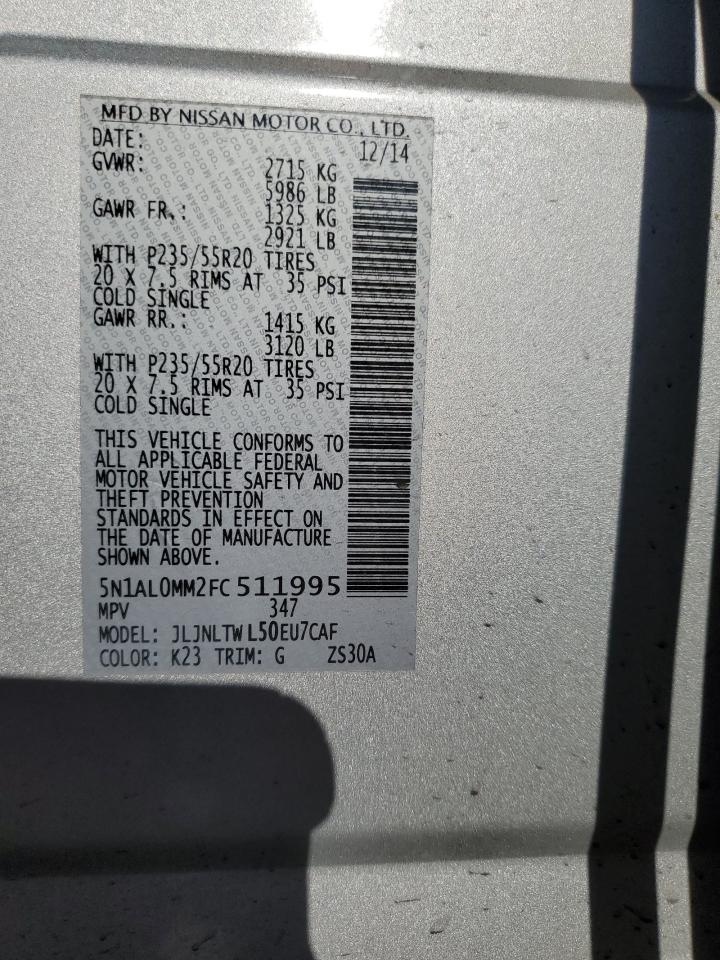 MFD BY NISSAN MOTOR CO., LTD.
DATE: 12/14
GVWR: 2715 KG
5986 LB
GAWR FR.: 1325 KG
2921 LB
WITH P235/55R20 TIRES
20 X 7.5 RIMS AT 35 PSI
COLD SINGLE
GAWR RR.: 1415 KG
3120 LB
WITH P235/55R20 TIRES
20 X 7.5 RIMS AT 35 PSI
COLD SINGLE
THIS VEHICLE CONFORMS TO
ALL APPLICABLE FEDERAL
MOTOR VEHICLE SAFETY AND
THEFT PREVENTION
STANDARDS IN EFFECT ON
THE DATE OF MANUFACTURE
SHOWN ABOVE.
5N1AL0MM2FC 511995
MPV 347
MODEL: JLJNLTW L50EU7CAF
COLOR: K23 TRIM: G ZS30A